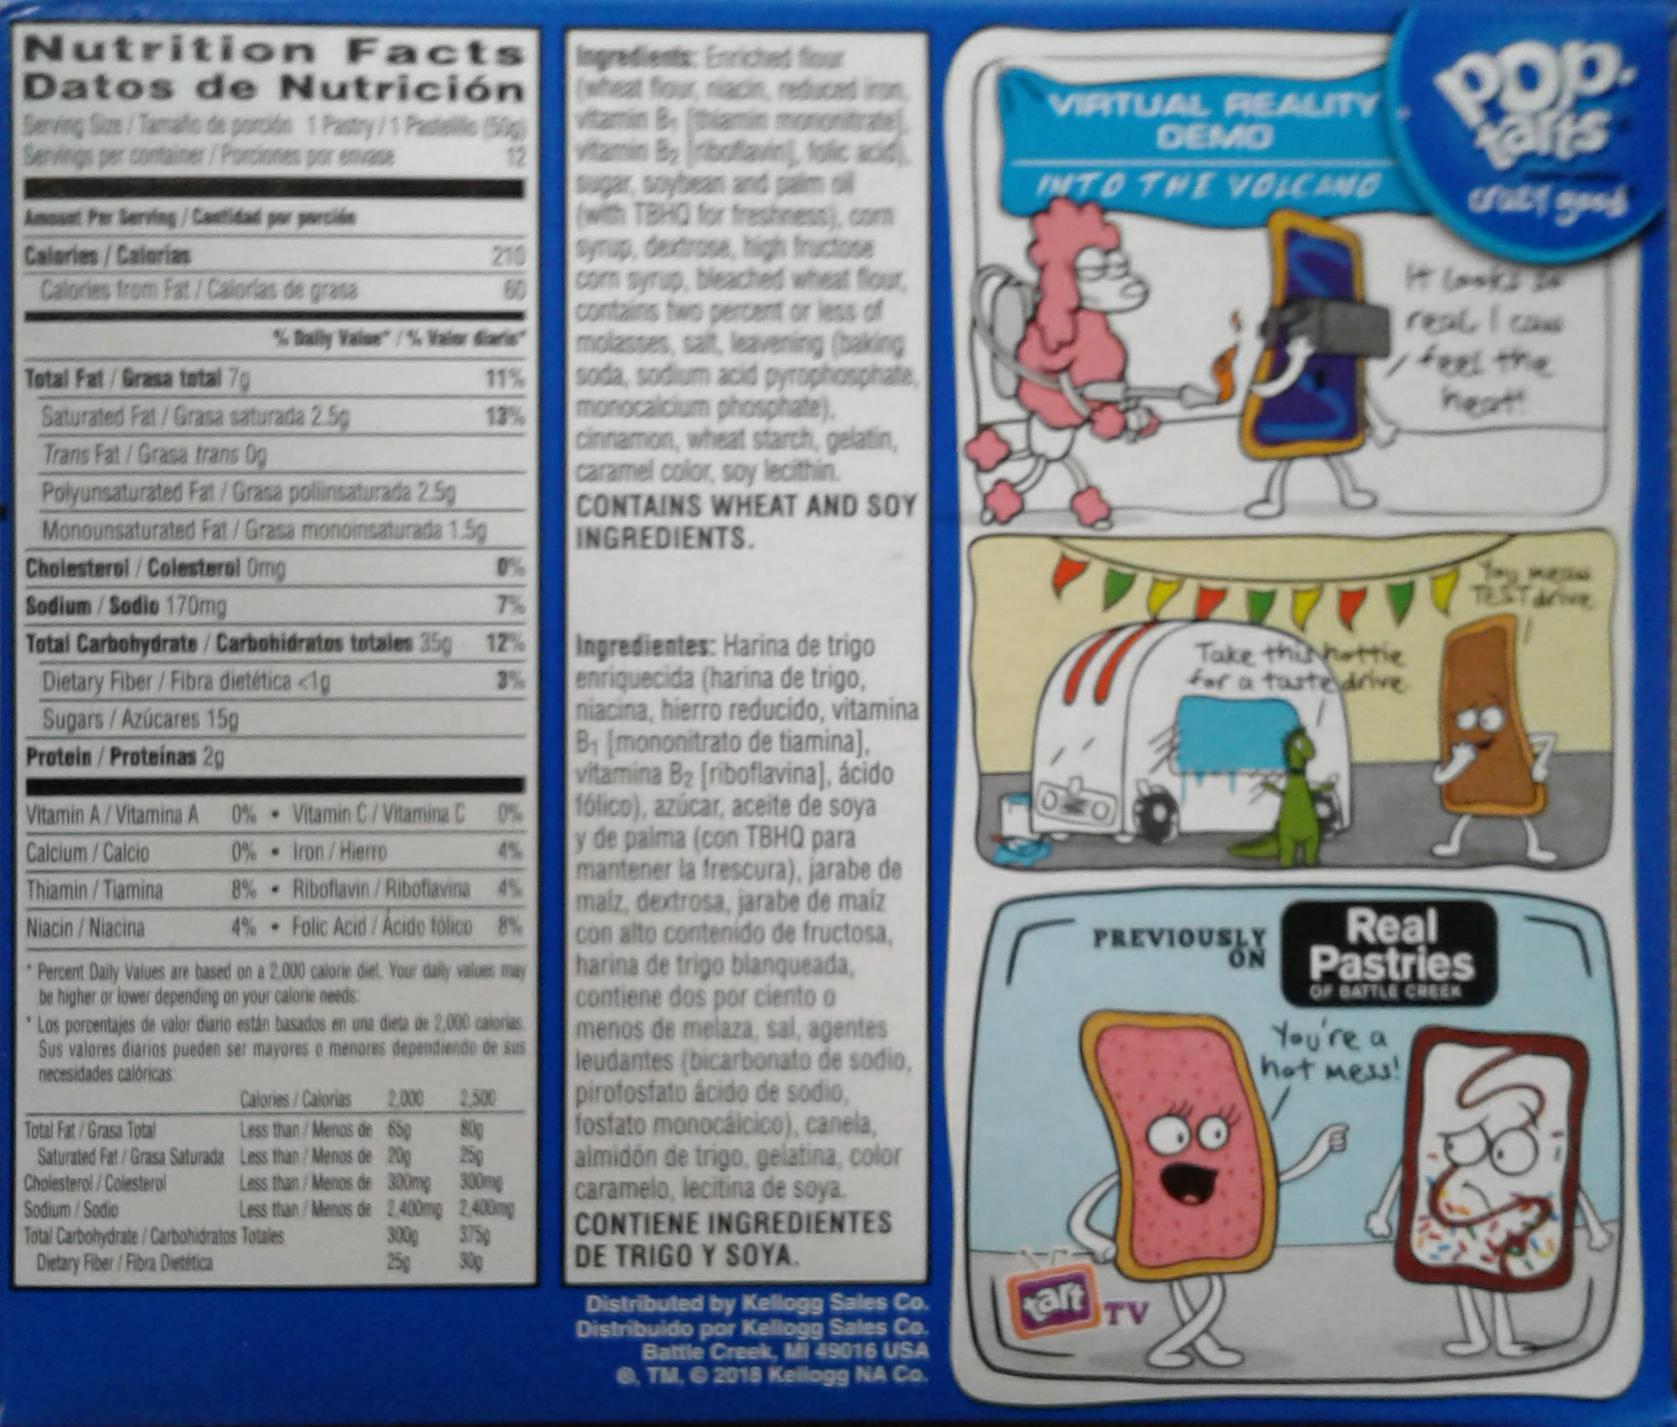 Nutrition Facts
Datos de Nutrición
Serving Size / Tamaño de porción 1 Pastry / 1 Pastelillo (50g)
Servings per container / Porciones por envase 12
Amount Per Serving / Cantidad por porción
Calories / Calorías 210
Calories from Fat / Calorías de grasa 60
% Daily Value* / % Valor diario*
Total Fat / Grasa total 7g 11%
Saturated Fat / Grasa saturada 2.5g 13%
Trans Fat / Grasa trans 0g
Polyunsaturated Fat / Grasa poliinsaturada 2.5g
Monounsaturated Fat / Grasa monoinsaturada 1.5g
Cholesterol / Colesterol 0mg 0%
Sodium / Sodio 170mg 7%
Total Carbohydrate / Carbohidratos totales 35g 12%
Dietary Fiber / Fibra dietética <1g 3%
Sugars / Azúcares 15g
Protein / Proteínas 2g
Vitamin A / Vitamina A 0% • Vitamin C / Vitamina C 0%
Calcium / Calcio 0% • Iron / Hierro 4%
Thiamin / Tiamina 8% • Riboflavin / Riboflavina 4%
Niacin / Niacina 4% • Folic Acid / Ácido fólico 8%
* Percent Daily Values are based on a 2,000 calorie diet. Your daily values may
be higher or lower depending on your calorie needs:
* Los porcentajes de valor diario están basados en una dieta de 2,000 calorías.
Sus valores diarios pueden ser mayores o menores dependiendo de sus
necesidades calóricas:
Calories / Calorías 2,000 2,500
Total Fat / Grasa Total Less than / Menos de 65g 80g
Saturated Fat / Grasa Saturada Less than / Menos de 20g 25g
Cholesterol / Colesterol Less than / Menos de 300mg 300mg
Sodium / Sodio Less than / Menos de 2,400mg 2,400mg
Total Carbohydrate / Carbohidratos Totales 300g 375g
Dietary Fiber / Fibra Dietética 25g 30g
Ingredients: Enriched flour
(wheat flour, niacin, reduced iron,
vitamin B1 [thiamin mononitrate],
vitamin B2 [riboflavin], folic acid),
sugar, soybean and palm oil
(with TBHQ for freshness), corn
syrup, dextrose, high fructose
corn syrup, bleached wheat flour,
contains two percent or less of
molasses, salt, leavening (baking
soda, sodium acid pyrophosphate,
monocalcium phosphate),
cinnamon, wheat starch, gelatin,
caramel color, soy lecithin.
CONTAINS WHEAT AND SOY
INGREDIENTS.
Ingredientes: Harina de trigo
enriquecida (harina de trigo,
niacina, hierro reducido, vitamina
B1 [mononitrato de tiamina],
vitamina B2 [riboflavina], ácido
fólico), azúcar, aceite de soya
y de palma (con TBHQ para
mantener la frescura), jarabe de
maíz, dextrosa, jarabe de maíz
con alto contenido de fructosa,
harina de trigo blanqueada,
contiene dos por ciento o
menos de melaza, sal, agentes
leudantes (bicarbonato de sodio,
pirofosfato ácido de sodio,
fosfato monocálcico), canela,
almidón de trigo, gelatina, color
caramelo, lecitina de soya.
CONTIENE INGREDIENTES
DE TRIGO Y SOYA.
Distributed by Kellogg Sales Co.
Distribuido por Kellogg Sales Co.
Battle Creek, MI 49016 USA
®, TM, © 2018 Kellogg NA Co.
pop.
tarts
crazy good
VIRTUAL REALITY
DEMO
INTO THE VOLCANO
It looks so
real, I can
feel the
heat!
You mean
TEST drive
Take this hottie
for a taste drive
PREVIOUSLY
ON
Real
Pastries
OF BATTLE CREEK
You're a
hot mess!
tart TV